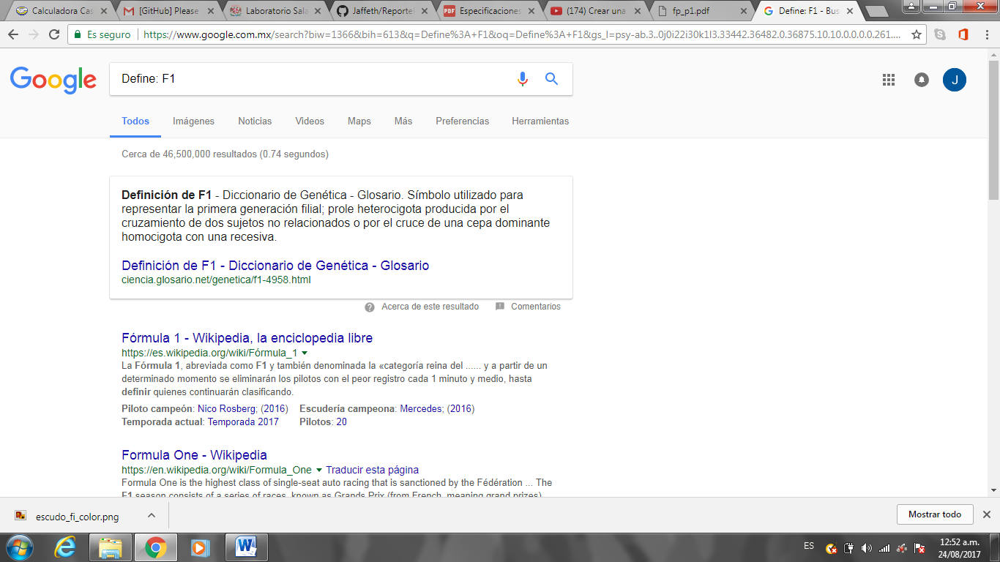 Calculadora Cas
[GitHub] Please
Laboratorio Sala
Jaffeth/Reportel
Especificaciones
(174) Crear una
fp_p1.pdf
Define: F1 - Bus
Es seguro
https://www.google.com.mx/search?biw=1366&bih=613&q=Define%3A+F1&oq=Define%3A+F1&gs_l=psy-ab.3..0j0i22i30k1l3.33442.36482.0.36875.10.10.0.0.0.0.261....
Google
Define: F1
J
Todos Imágenes Noticias Videos Maps Más Preferencias Herramientas
Cerca de 46,500,000 resultados (0.74 segundos)
Definición de F1 - Diccionario de Genética - Glosario. Símbolo utilizado para
representar la primera generación filial; prole heterocigota producida por el
cruzamiento de dos sujetos no relacionados o por el cruce de una cepa dominante
homocigota con una recesiva.
Definición de F1 - Diccionario de Genética - Glosario
ciencia.glosario.net/genetica/f1-4958.html
Acerca de este resultado Comentarios
Fórmula 1 - Wikipedia, la enciclopedia libre
https://es.wikipedia.org/wiki/Fórmula_1
La Fórmula 1, abreviada como F1 y también denominada la «categoría reina del ...... y a partir de un
determinado momento se eliminarán los pilotos con el peor registro cada 1 minuto y medio, hasta
definir quienes continuarán clasificando.
Piloto campeón: Nico Rosberg; (2016) Escudería campeona: Mercedes; (2016)
Temporada actual: Temporada 2017 Pilotos: 20
Formula One - Wikipedia
https://en.wikipedia.org/wiki/Formula_One Traducir esta página
Formula One is the highest class of single-seat auto racing that is sanctioned by the Fédération ... The
F1 season consists of a series of races, known as Grands Prix (from French, meaning grand prizes)
escudo_fi_color.png
Mostrar todo
ES
12:52 a.m.
24/08/2017